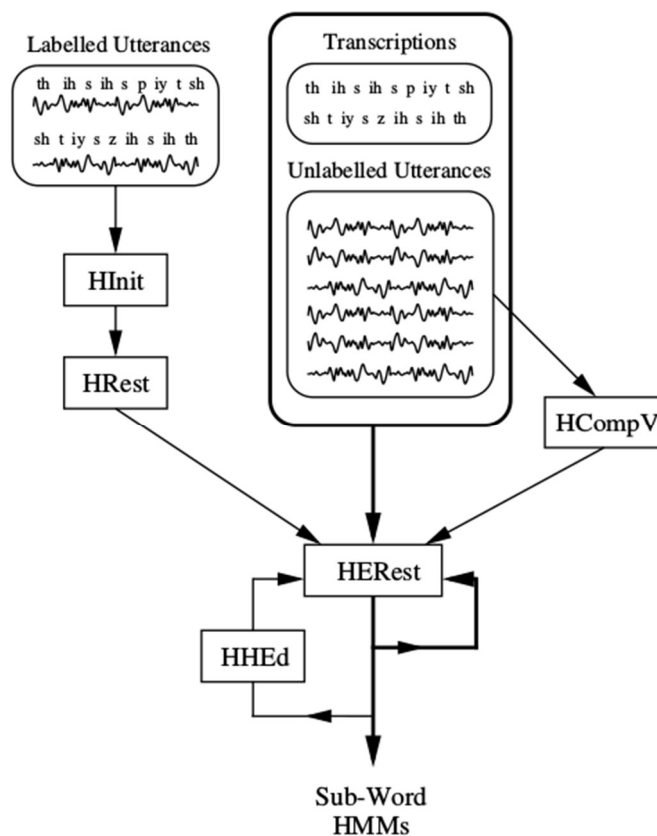 Labelled Utterances
th ih s ih s p iy t sh
sh t iy s z ih s ih th
HInit
HRest
Transcriptions
th ih s ih s p iy t sh
sh t iy s z ih s ih th
Unlabelled Utterances
HCompV
HERest
HHEd
Sub-Word
HMMs